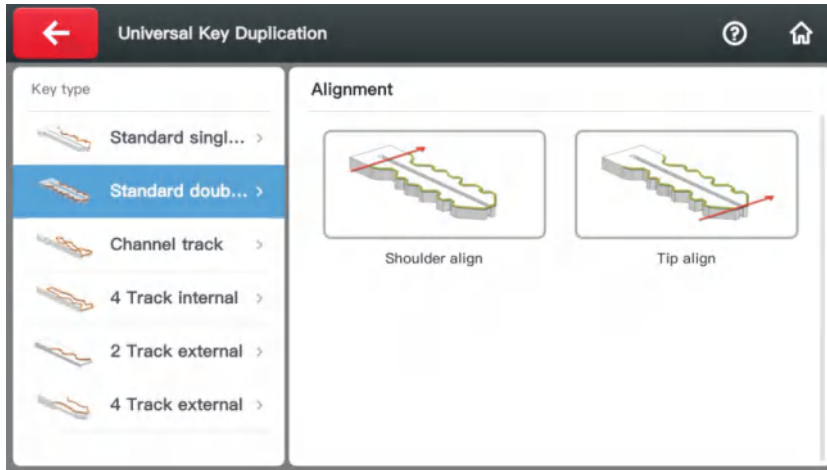 Universal Key Duplication
Key type
Standard singl...
Standard doub...
Channel track
4 Track internal
2 Track external
4 Track external
Alignment
Shoulder align
Tip align